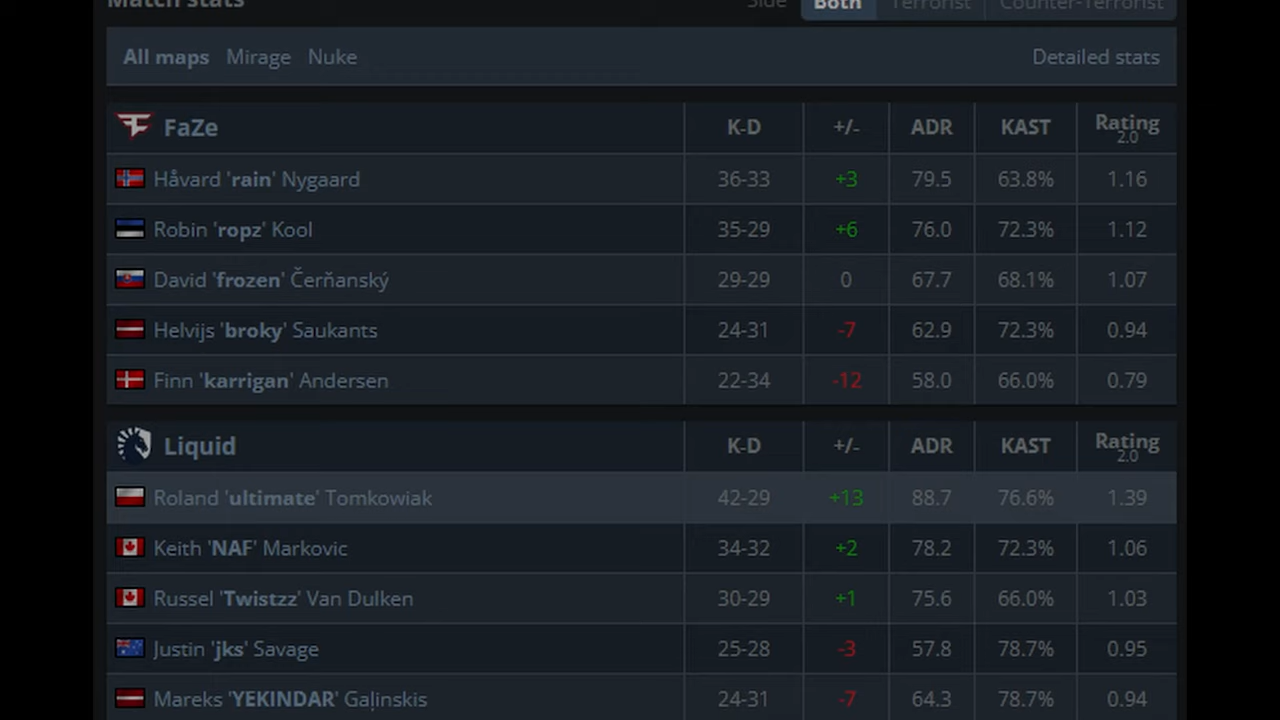 Match stats Side Both Terrorist Counter-Terrorist
All maps Mirage Nuke Detailed stats
FaZe K-D +/- ADR KAST Rating 2.0
Håvard 'rain' Nygaard 36-33 +3 79.5 63.8% 1.16
Robin 'ropz' Kool 35-29 +6 76.0 72.3% 1.12
David 'frozen' Čerňanský 29-29 0 67.7 68.1% 1.07
Helvijs 'broky' Saukants 24-31 -7 62.9 72.3% 0.94
Finn 'karrigan' Andersen 22-34 -12 58.0 66.0% 0.79
Liquid K-D +/- ADR KAST Rating 2.0
Roland 'ultimate' Tomkowiak 42-29 +13 88.7 76.6% 1.39
Keith 'NAF' Markovic 34-32 +2 78.2 72.3% 1.06
Russel 'Twistzz' Van Dulken 30-29 +1 75.6 66.0% 1.03
Justin 'jks' Savage 25-28 -3 57.8 78.7% 0.95
Mareks 'YEKINDAR' Gaļinskis 24-31 -7 64.3 78.7% 0.94